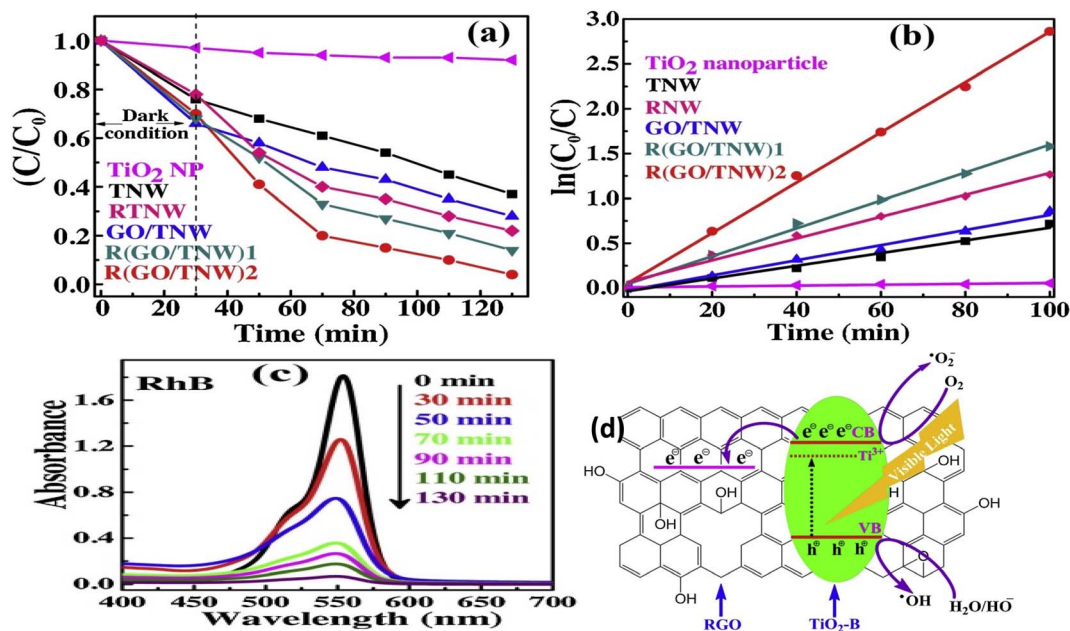 (a)
(C/C0)
1.0
0.8
0.6
0.4
0.2
0.0
Dark
condition
TiO2 NP
TNW
RTNW
GO/TNW
R(GO/TNW)1
R(GO/TNW)2
0 20 40 60 80 100 120
Time (min)
(b)
ln(C0/C)
3.0
2.5
2.0
1.5
1.0
0.5
0.0
TiO2 nanoparticle
TNW
RNW
GO/TNW
R(GO/TNW)1
R(GO/TNW)2
0 20 40 60 80 100
Time (min)
(c)
RhB
Absorbance
1.8
1.2
0.6
0.0
0 min
30 min
50 min
70 min
90 min
110 min
130 min
400 450 500 550 600 650 700
Wavelength (nm)
(d)
•O2−
O2
e⊖ e⊖ e⊖ CB
Ti3+
Visible Light
e⊖ e⊖ e⊖
HO
OH
OH
OH
H
OH
VB
h⊕ h⊕ h⊕
O
OH
•OH
H2O/HO−
RGO
TiO2-B